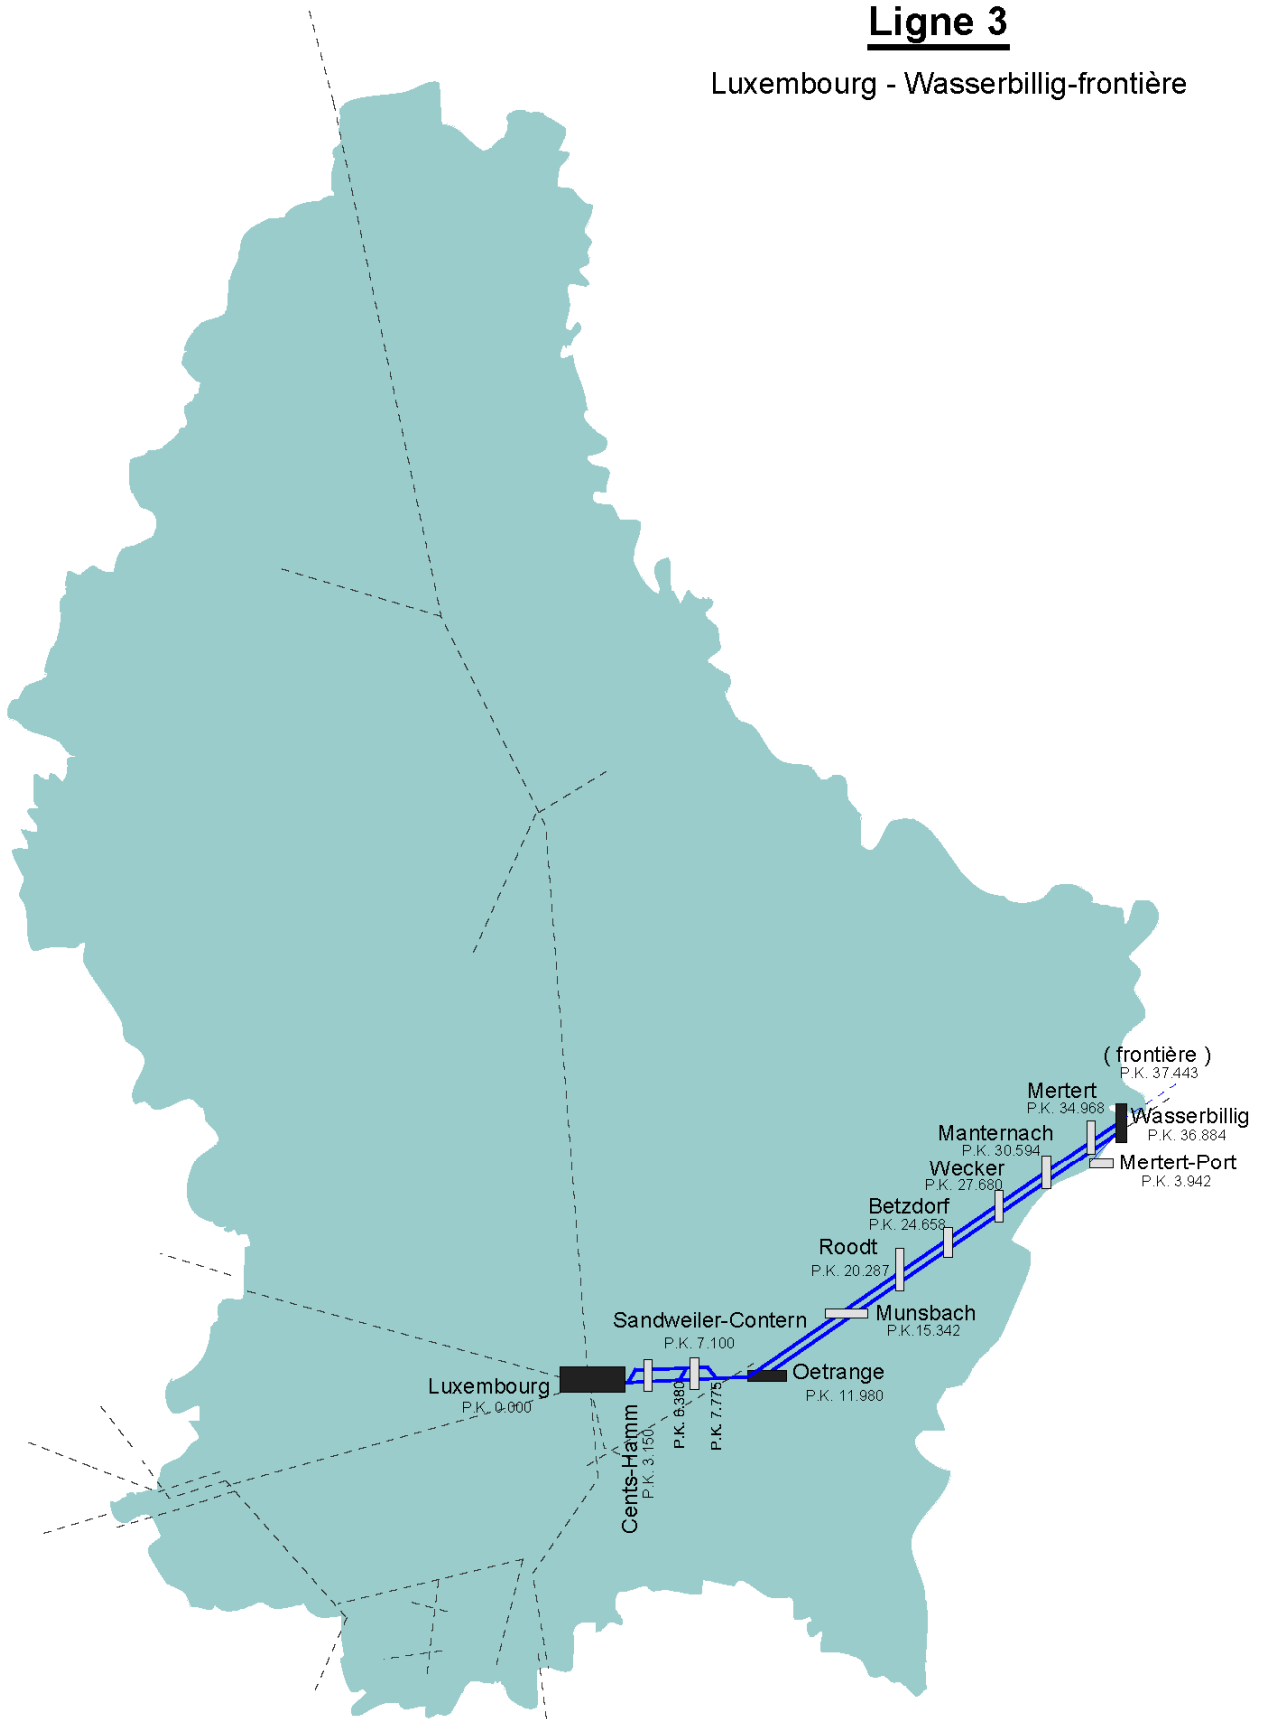 Ligne 3
Luxembourg - Wasserbillig-frontière
( frontière )
P.K. 37.443
Mertert
P.K. 34.968
Wasserbillig
P.K. 36.884
Manternach
P.K. 30.594
Mertert-Port
P.K. 3.942
Wecker
P.K. 27.680
Betzdorf
P.K. 24.658
Roodt
P.K. 20.287
Munsbach
P.K.15.342
Sandweiler-Contern
P.K. 7.100
Oetrange
P.K. 11.980
Luxembourg
P.K. 0.000
Cents-Hamm
P.K. 3.150
P.K. 6.380
P.K. 7.775